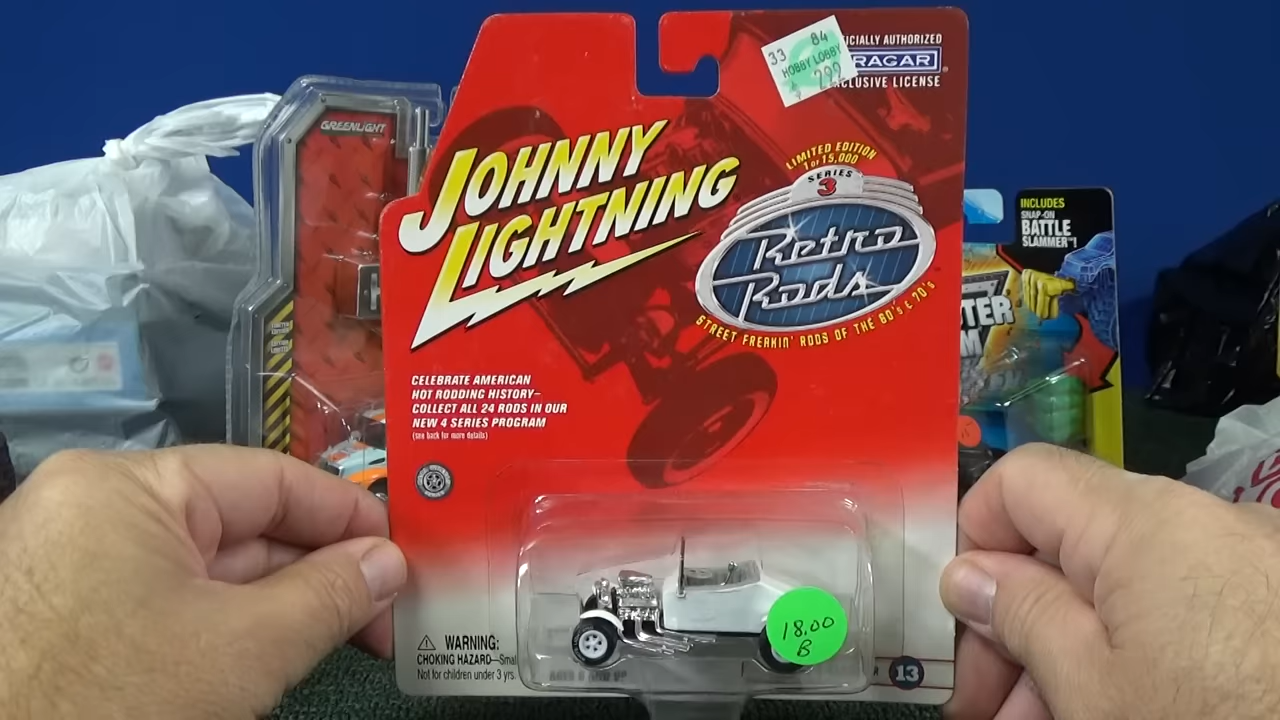 33 84
HOBBY LOBBY
2.99
OFFICIALLY AUTHORIZED
CRAGAR
EXCLUSIVE LICENSE
GREENLIGHT
JOHNNY
LIGHTNING
LIMITED EDITION
1 OF 15,000
SERIES
3
Retro
Rods
STREET FREAKIN' RODS OF THE 60's & 70's
CELEBRATE AMERICAN
HOT RODDING HISTORY–
COLLECT ALL 24 RODS IN OUR
NEW 4 SERIES PROGRAM
(see back for more details)
INCLUDES
SNAP-ON
BATTLE
SLAMMER™!
18.00
B
WARNING:
CHOKING HAZARD—Smal
Not for children under 3 yrs.
13